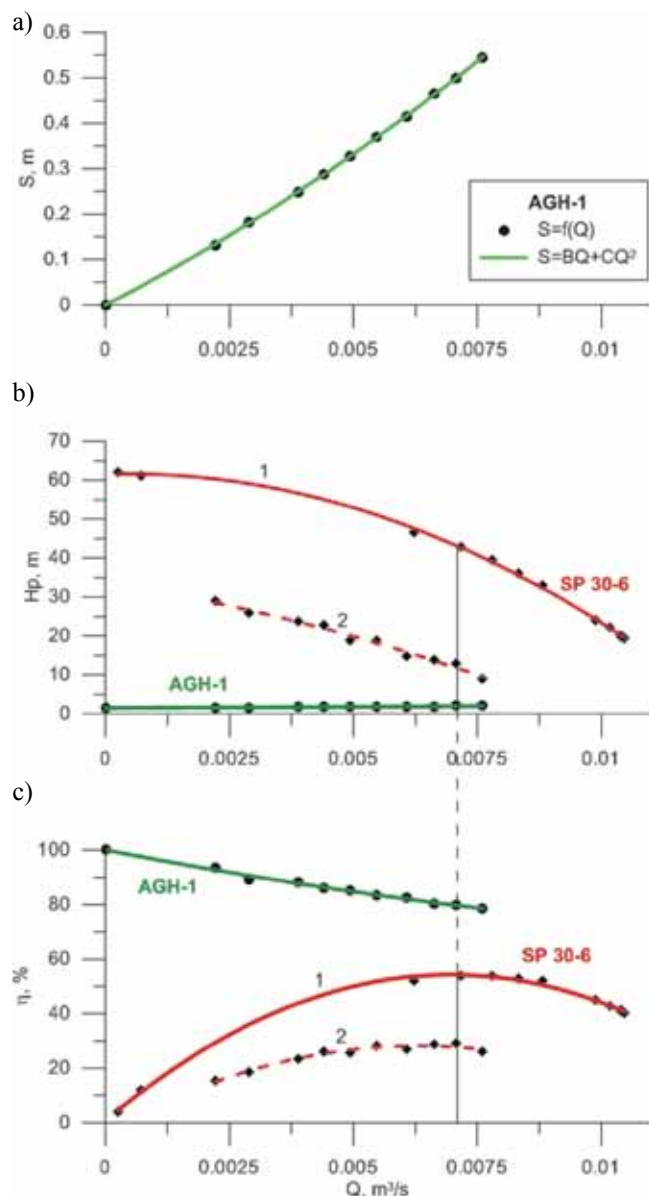 a)
0.6
0.5
0.4
0.3
0.2
0.1
0
S, m
AGH-1
S=f(Q)
S=BQ+CQ²
0 0.0025 0.005 0.0075 0.01
b)
70
60
50
40
30
20
10
0
Hp, m
1
SP 30-6
2
AGH-1
0 0.0025 0.005 0.0075 0.01
c)
100
80
60
40
20
0
η, %
AGH-1
SP 30-6
1
2
0 0.0025 0.005 0.0075 0.01
Q, m³/s